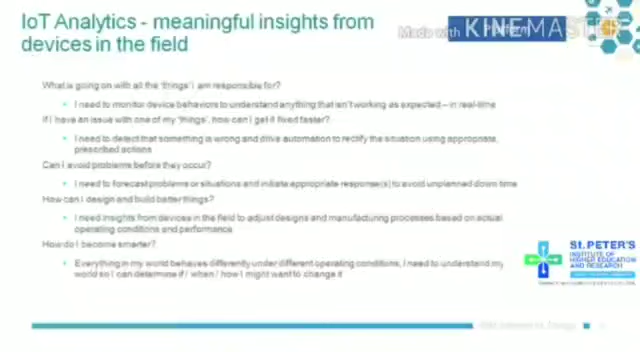 IoT Analytics - meaningful insights from
devices in the field
Made with KINEMASTER
Platform
What is going on with all the 'things' I am responsible for?
I need to monitor device behaviors to understand anything that isn't working as expected – in real-time
If I have an issue with one of my 'things', how can I get it fixed faster?
I need to detect that something is wrong and drive automation to rectify the situation using appropriate,
prescribed actions
Can I avoid problems before they occur?
I need to forecast problems or situations and initiate appropriate response(s) to avoid unplanned down time
How can I design and build better things?
I need insights from devices in the field to adjust designs and manufacturing processes based on actual
operating conditions and performance
How do I become smarter?
Everything in my world behaves differently under different operating conditions, I need to understand my
world so I can determine if / when / how I might want to change it
St. PETER'S
INSTITUTE OF
HIGHER EDUCATION
AND RESEARCH